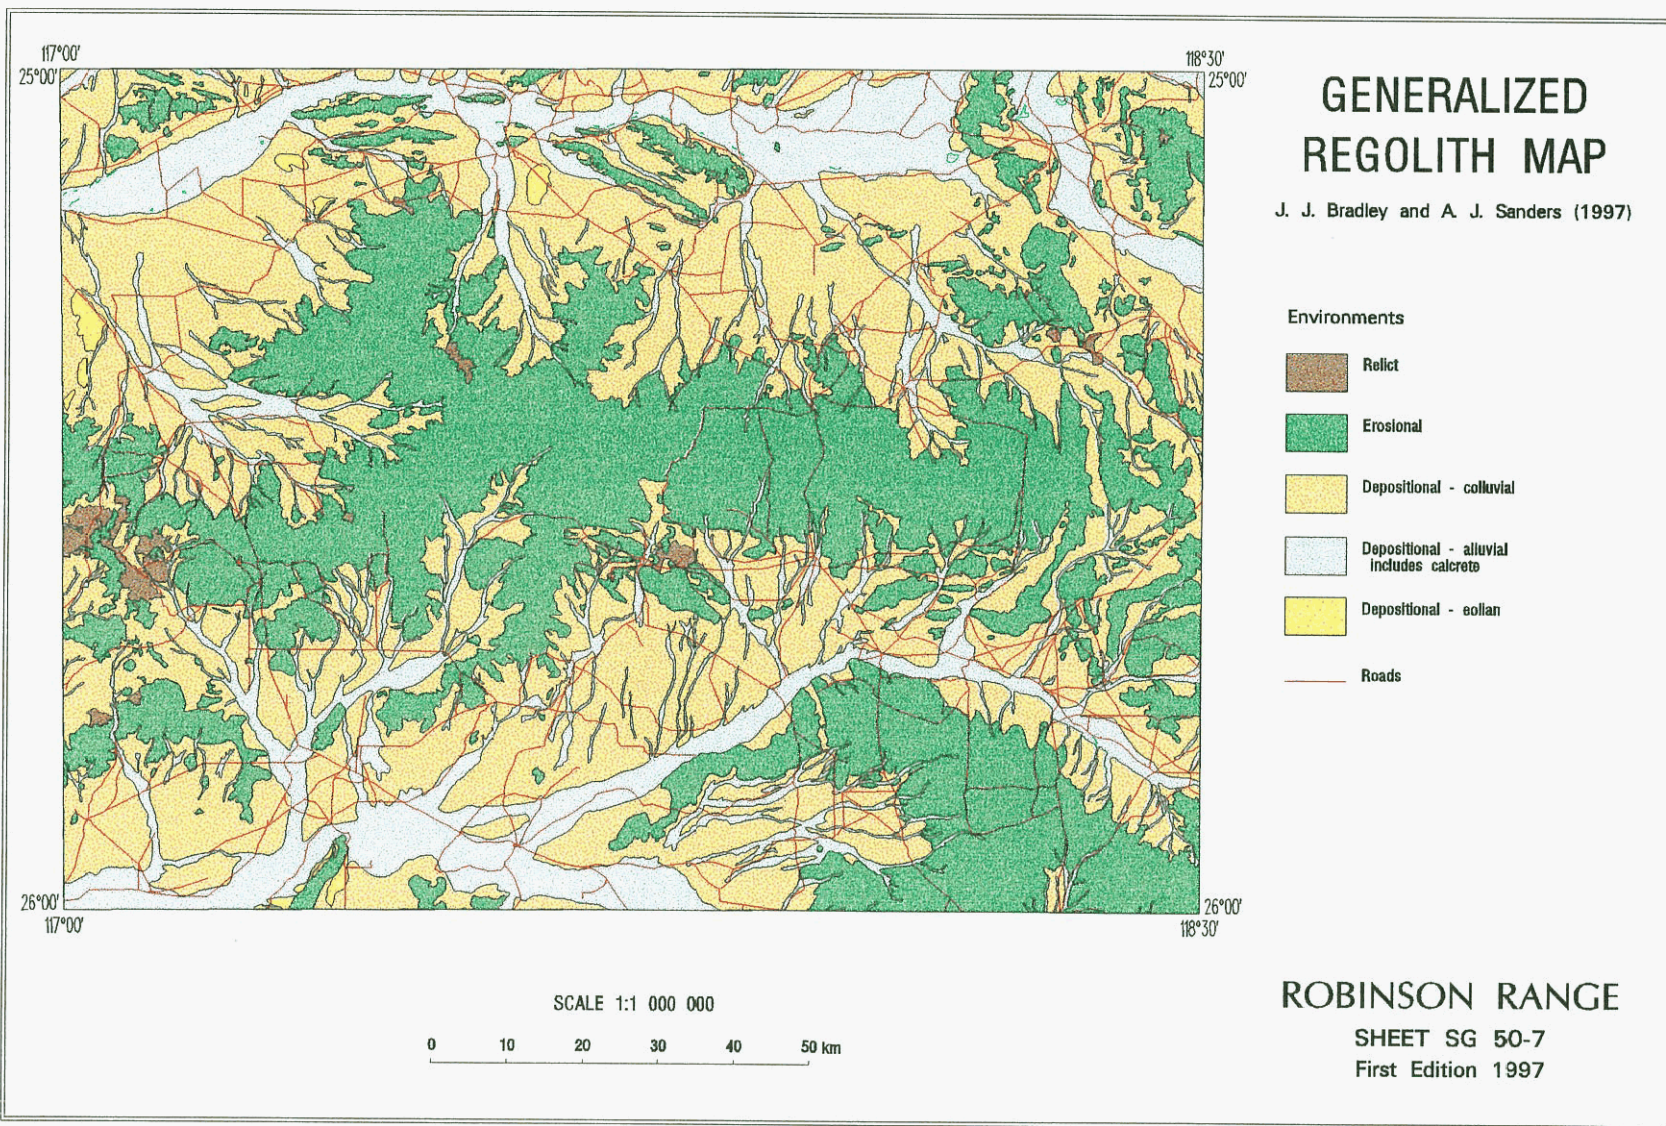 117°00'
25°00'
118°30'
25°00'
GENERALIZED
REGOLITH MAP
J. J. Bradley and A. J. Sanders (1997)
Environments
Relict
Erosional
Depositional - colluvial
Depositional - alluvial
includes calcrete
Depositional - eolian
Roads
26°00'
117°00'
26°00'
118°30'
SCALE 1:1 000 000
0 10 20 30 40 50 km
ROBINSON RANGE
SHEET SG 50-7
First Edition 1997